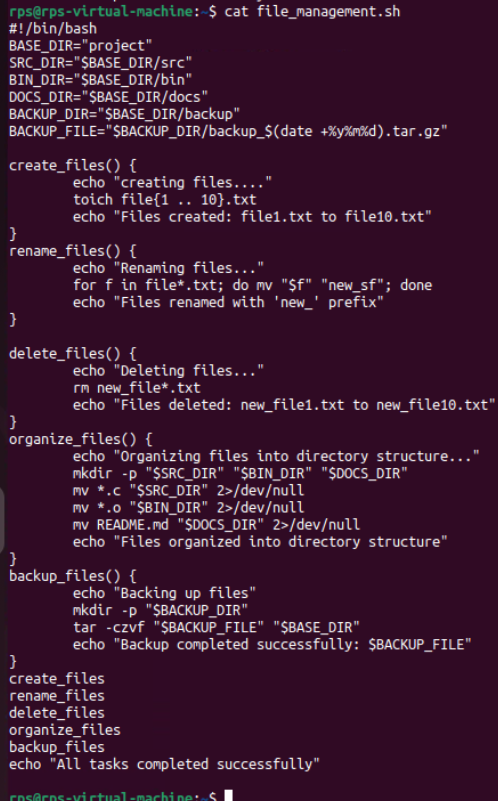 rps@rps-virtual-machine:~$ cat file_management.sh
#!/bin/bash
BASE_DIR="project"
SRC_DIR="$BASE_DIR/src"
BIN_DIR="$BASE_DIR/bin"
DOCS_DIR="$BASE_DIR/docs"
BACKUP_DIR="$BASE_DIR/backup"
BACKUP_FILE="$BACKUP_DIR/backup_$(date +%y%m%d).tar.gz"

create_files() {
        echo "creating files...."
        toich file{1 .. 10}.txt
        echo "Files created: file1.txt to file10.txt"
}
rename_files() {
        echo "Renaming files..."
        for f in file*.txt; do mv "$f" "new_sf"; done
        echo "Files renamed with 'new_' prefix"
}

delete_files() {
        echo "Deleting files..."
        rm new_file*.txt
        echo "Files deleted: new_file1.txt to new_file10.txt"
}
organize_files() {
        echo "Organizing files into directory structure..."
        mkdir -p "$SRC_DIR" "$BIN_DIR" "$DOCS_DIR"
        mv *.c "$SRC_DIR" 2>/dev/null
        mv *.o "$BIN_DIR" 2>/dev/null
        mv README.md "$DOCS_DIR" 2>/dev/null
        echo "Files organized into directory structure"
}
backup_files() {
        echo "Backing up files"
        mkdir -p "$BACKUP_DIR"
        tar -czvf "$BACKUP_FILE" "$BASE_DIR"
        echo "Backup completed successfully: $BACKUP_FILE"
}
create_files
rename_files
delete_files
organize_files
backup_files
echo "All tasks completed successfully"

rps@rps-virtual-machine:~$